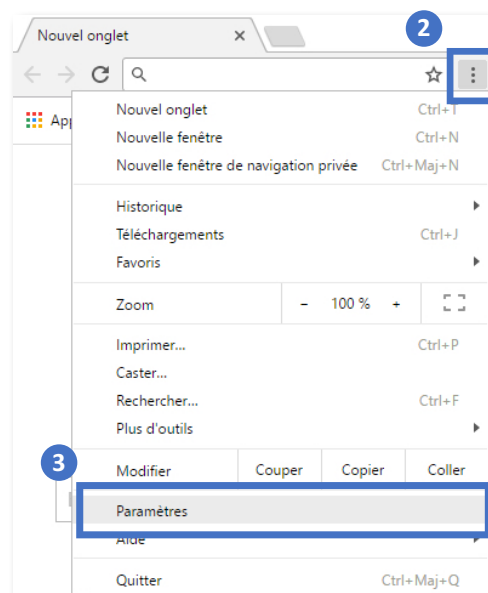 Nouvel onglet
2
App
Nouvel onglet Ctrl+T
Nouvelle fenêtre Ctrl+N
Nouvelle fenêtre de navigation privée Ctrl+Maj+N
Historique
Téléchargements Ctrl+J
Favoris
Zoom - 100 % +
Imprimer... Ctrl+P
Caster...
Rechercher... Ctrl+F
Plus d'outils
3
Modifier Couper Copier Coller
Paramètres
Aide
Quitter Ctrl+Maj+Q